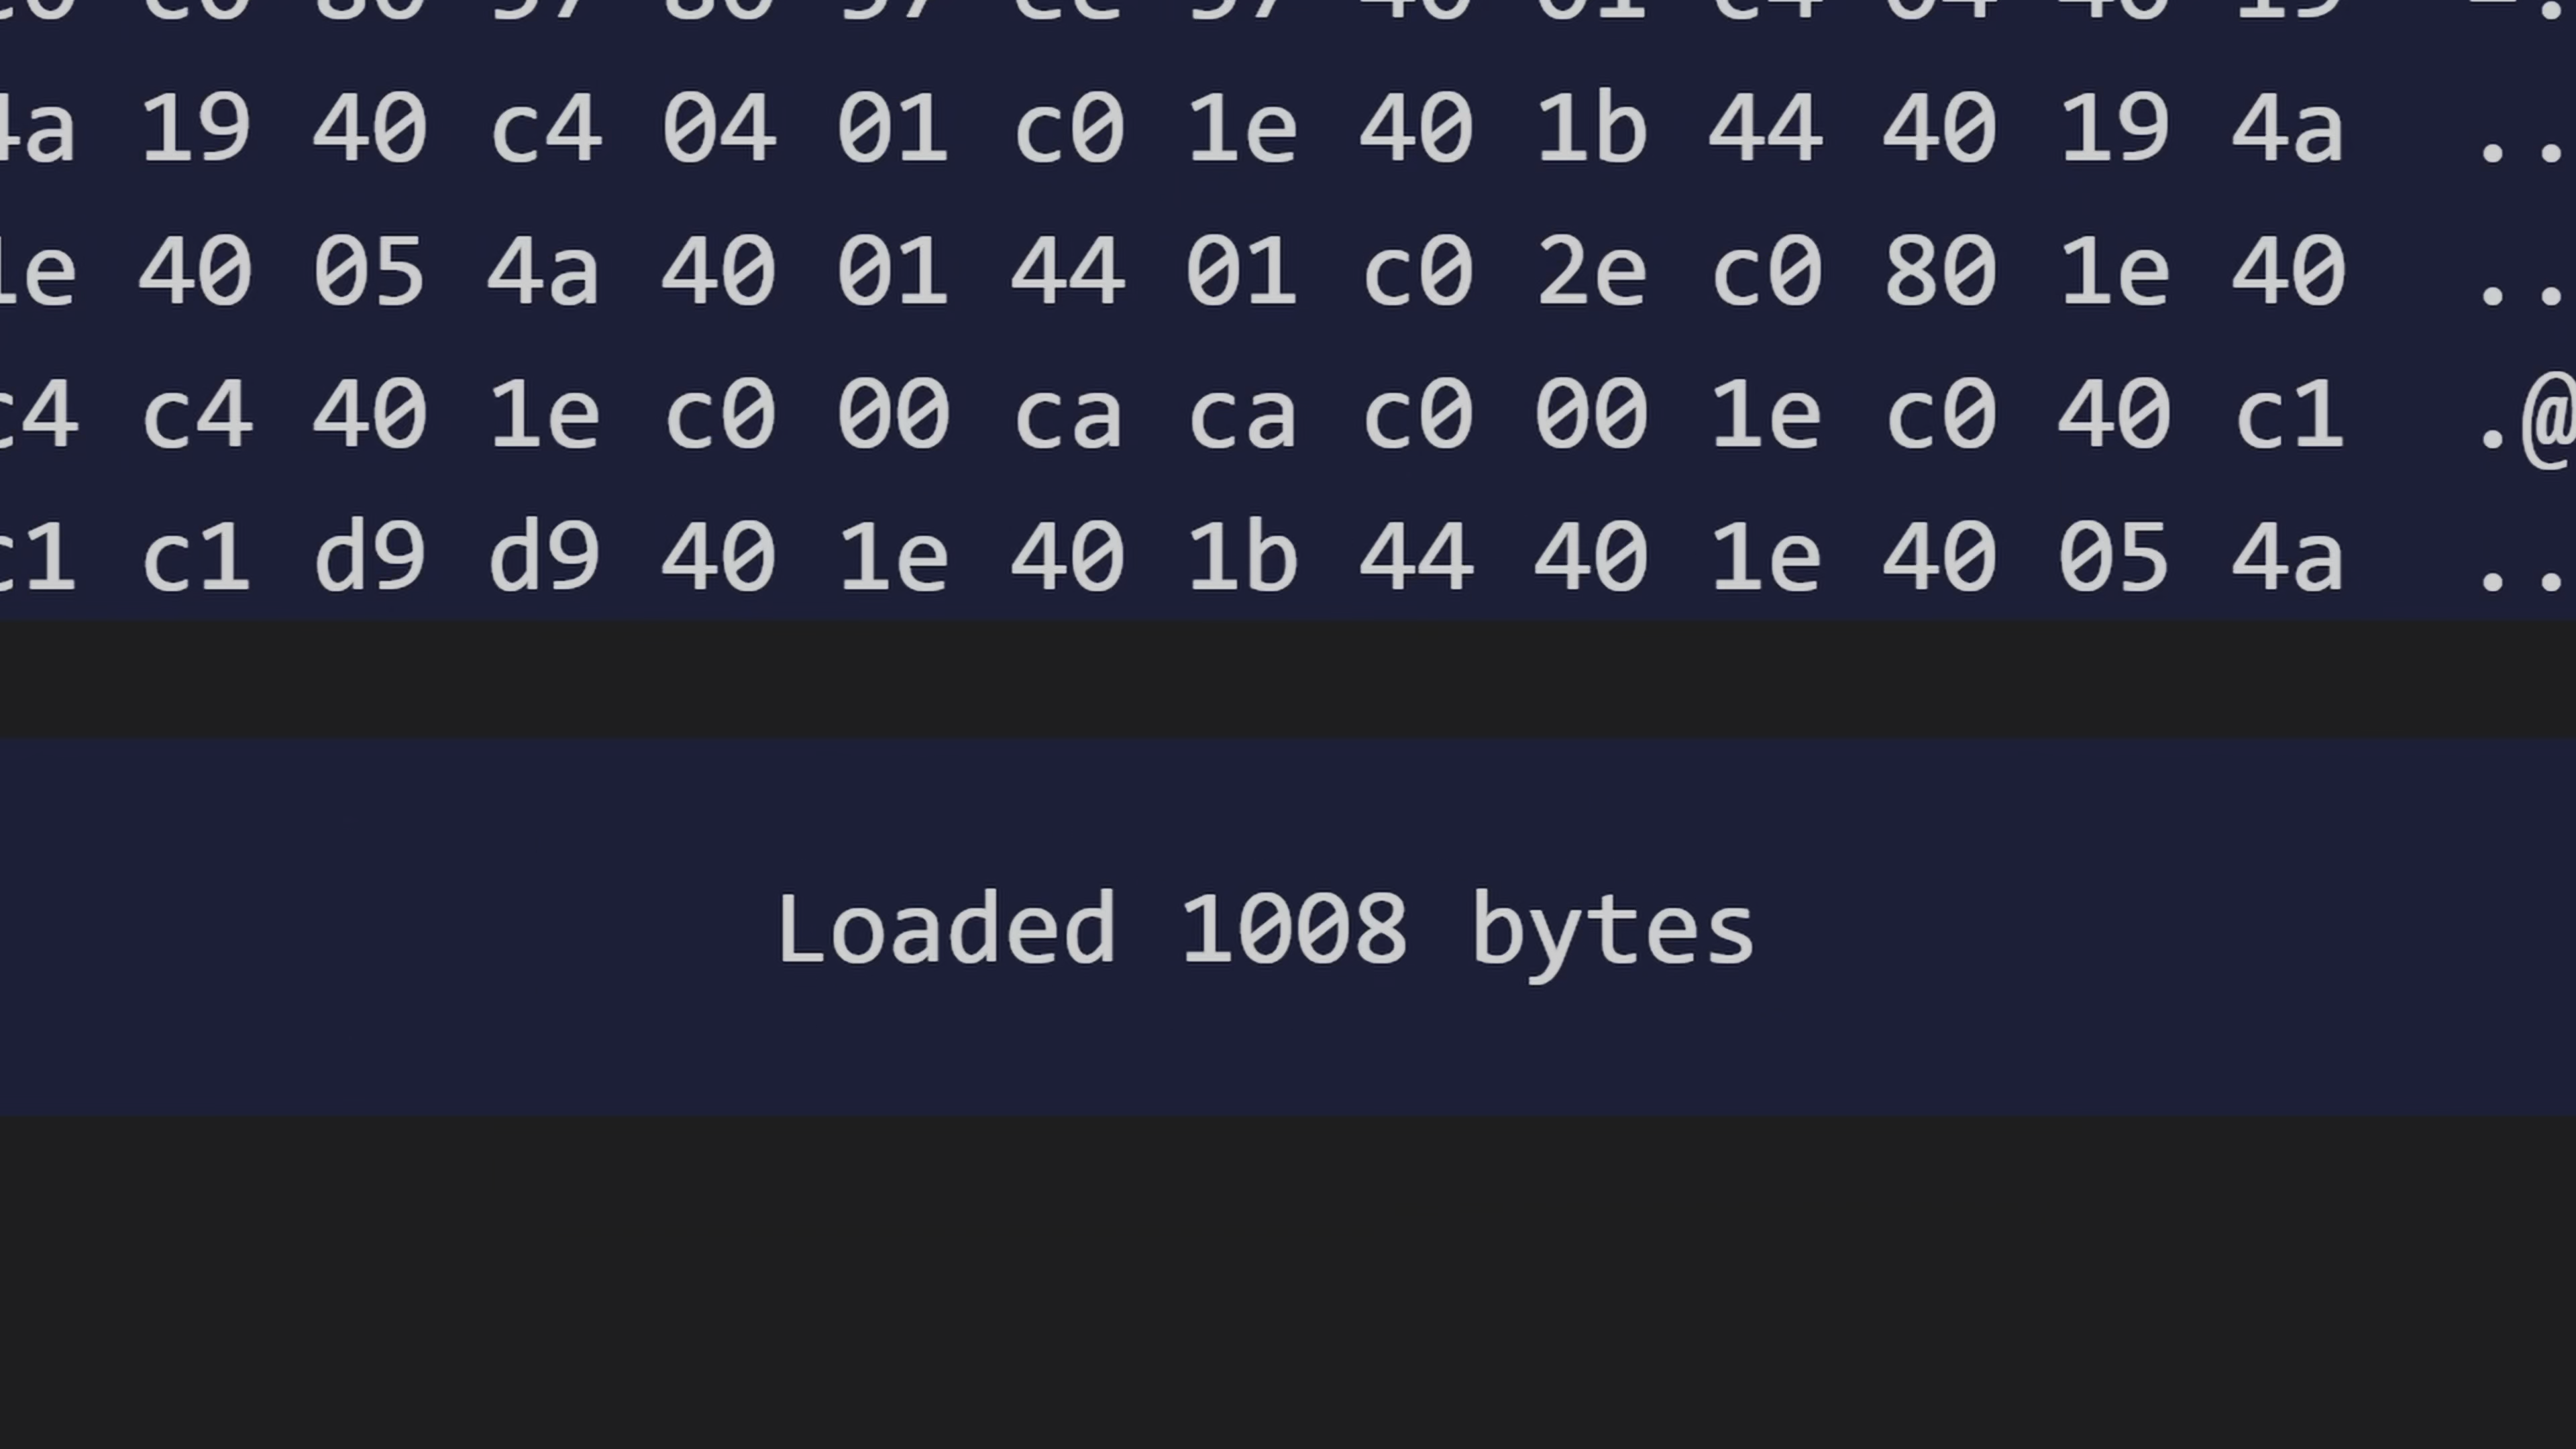 19 40 c4 04 01 c0 1e 40 1b 44 40 19 4a ..
40 05 4a 40 01 44 01 c0 2e c0 80 1e 40 ..
c4 40 1e c0 00 ca ca c0 00 1e c0 40 c1 .@
c1 d9 d9 40 1e 40 1b 44 40 1e 40 05 4a ..
Loaded 1008 bytes